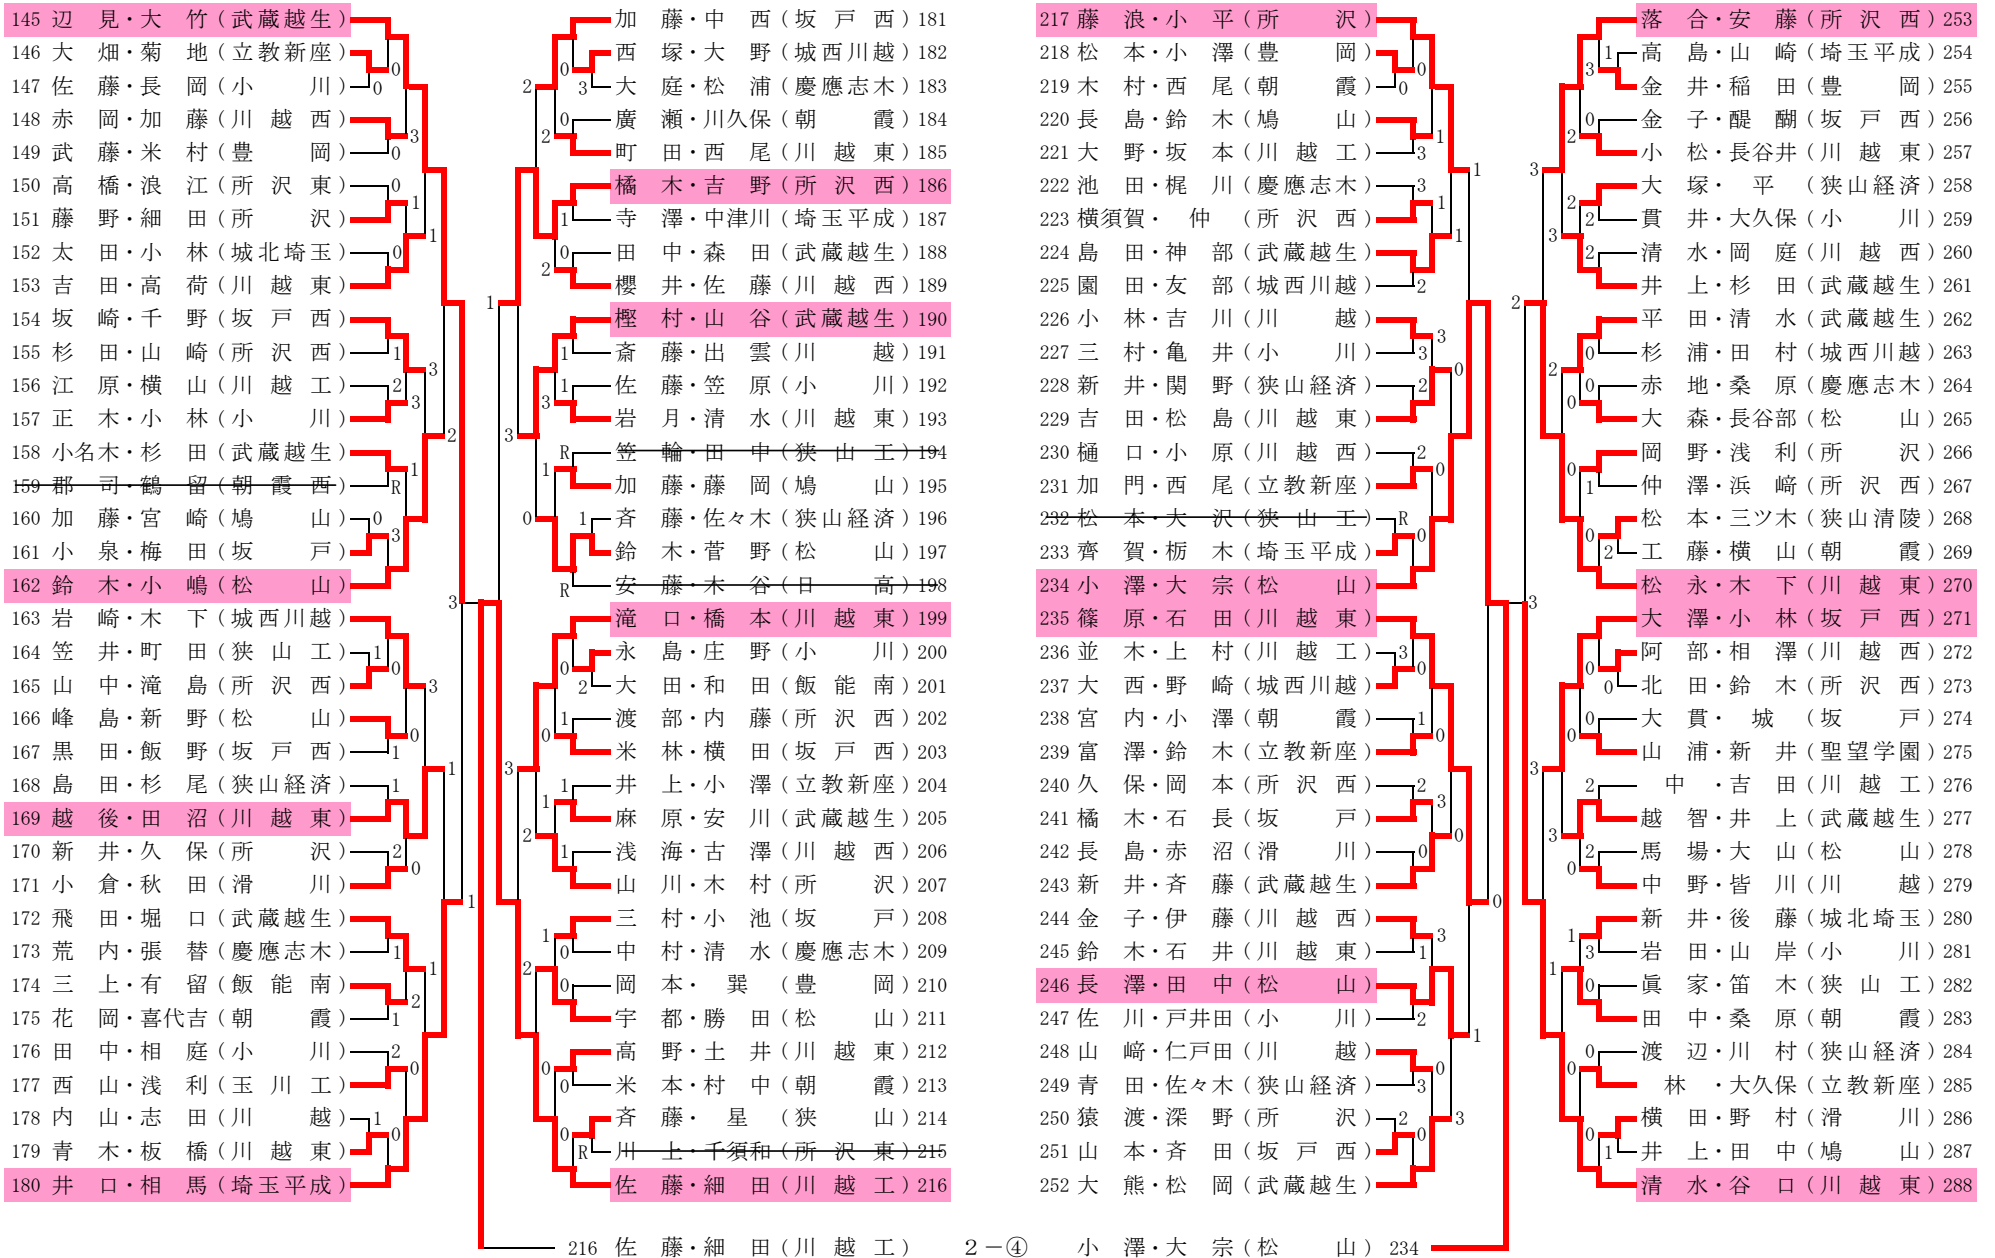 145 辺見・大竹(武蔵越生)
146 大畑・菊地(立教新座)
147 佐藤・長岡(小川)
148 赤岡・加藤(川越西)
149 武藤・米村(豊岡)
150 高橋・浪江(所沢東)
151 藤野・細田(所沢)
152 太田・小林(城北埼玉)
153 吉田・高荷(川越東)
154 坂崎・千野(坂戸西)
155 杉田・山崎(所沢西)
156 江原・横山(川越工)
157 正木・小林(小川)
158 小名木・杉田(武蔵越生)
159 郡司・鶴留(朝霞西)
160 加藤・宮崎(鳩山)
161 小泉・梅田(坂戸)
162 鈴木・小嶋(松山)
163 岩崎・木下(城西川越)
164 笠井・町田(狭山工)
165 山中・滝島(所沢西)
166 峰島・新野(松山)
167 黒田・飯野(坂戸西)
168 島田・杉尾(狭山経済)
169 越後・田沼(川越東)
170 新井・久保(所沢)
171 小倉・秋田(滑川)
172 飛田・堀口(武蔵越生)
173 荒内・張替(慶應志木)
174 三上・有留(飯能南)
175 花岡・喜代吉(朝霞)
176 田中・相庭(小川)
177 西山・浅利(玉川工)
178 内山・志田(川越)
179 青木・板橋(川越東)
180 井口・相馬(埼玉平成)
加藤・中西(坂戸西) 181
西塚・大野(城西川越) 182
大庭・松浦(慶應志木) 183
廣瀬・川久保(朝霞) 184
町田・西尾(川越東) 185
橘木・吉野(所沢西) 186
寺澤・中津川(埼玉平成) 187
田中・森田(武蔵越生) 188
櫻井・佐藤(川越西) 189
樫村・山谷(武蔵越生) 190
斎藤・出雲(川越) 191
佐藤・笠原(小川) 192
岩月・清水(川越東) 193
笠輪・田中(狭山工) 194
加藤・藤岡(鳩山) 195
斉藤・佐々木(狭山経済) 196
鈴木・菅野(松山) 197
安藤・木谷(日高) 198
滝口・橋本(川越東) 199
永島・庄野(小川) 200
大田・和田(飯能南) 201
渡部・内藤(所沢西) 202
米林・横田(坂戸西) 203
井上・小澤(立教新座) 204
麻原・安川(武蔵越生) 205
浅海・古澤(川越西) 206
山川・木村(所沢) 207
三村・小池(坂戸) 208
中村・清水(慶應志木) 209
岡本・巽(豊岡) 210
宇都・勝田(松山) 211
高野・土井(川越東) 212
米本・村中(朝霞) 213
斉藤・星(狭山) 214
川上・千須和(所沢東) 215
佐藤・細田(川越工) 216
217 藤浪・小平(所沢)
218 松本・小澤(豊岡)
219 木村・西尾(朝霞)
220 長島・鈴木(鳩山)
221 大野・坂本(川越工)
222 池田・梶川(慶應志木)
223 横須賀・仲(所沢西)
224 島田・神部(武蔵越生)
225 園田・友部(城西川越)
226 小林・吉川(川越)
227 三村・亀井(小川)
228 新井・関野(狭山経済)
229 吉田・松島(川越東)
230 樋口・小原(川越西)
231 加門・西尾(立教新座)
232 松本・大沢(狭山工)
233 齊賀・栃木(埼玉平成)
234 小澤・大宗(松山)
235 篠原・石田(川越東)
236 並木・上村(川越工)
237 大西・野崎(城西川越)
238 宮内・小澤(朝霞)
239 富澤・鈴木(立教新座)
240 久保・岡本(所沢西)
241 橘木・石長(坂戸)
242 長島・赤沼(滑川)
243 新井・斉藤(武蔵越生)
244 金子・伊藤(川越西)
245 鈴木・石井(川越東)
246 長澤・田中(松山)
247 佐川・戸井田(小川)
248 山﨑・仁戸田(川越)
249 青田・佐々木(狭山経済)
250 猿渡・深野(所沢)
251 山本・斉田(坂戸西)
252 大熊・松岡(武蔵越生)
落合・安藤(所沢西) 253
高島・山崎(埼玉平成) 254
金井・稲田(豊岡) 255
金子・醍醐(坂戸西) 256
小松・長谷井(川越東) 257
大塚・平(狭山経済) 258
貫井・大久保(小川) 259
清水・岡庭(川越西) 260
井上・杉田(武蔵越生) 261
平田・清水(武蔵越生) 262
杉浦・田村(城西川越) 263
赤地・桑原(慶應志木) 264
大森・長谷部(松山) 265
岡野・浅利(所沢) 266
仲澤・浜﨑(所沢西) 267
松本・三ツ木(狭山清陵) 268
工藤・横山(朝霞) 269
松永・木下(川越東) 270
大澤・小林(坂戸西) 271
阿部・相澤(川越西) 272
北田・鈴木(所沢西) 273
大貫・城(坂戸) 274
山浦・新井(聖望学園) 275
中・吉田(川越工) 276
越智・井上(武蔵越生) 277
馬場・大山(松山) 278
中野・皆川(川越) 279
新井・後藤(城北埼玉) 280
岩田・山岸(小川) 281
眞家・笛木(狭山工) 282
田中・桑原(朝霞) 283
渡辺・川村(狭山経済) 284
林・大久保(立教新座) 285
横田・野村(滑川) 286
井上・田中(鳩山) 287
清水・谷口(川越東) 288
216 佐藤・細田(川越工) 2－④ 小澤・大宗(松山) 234